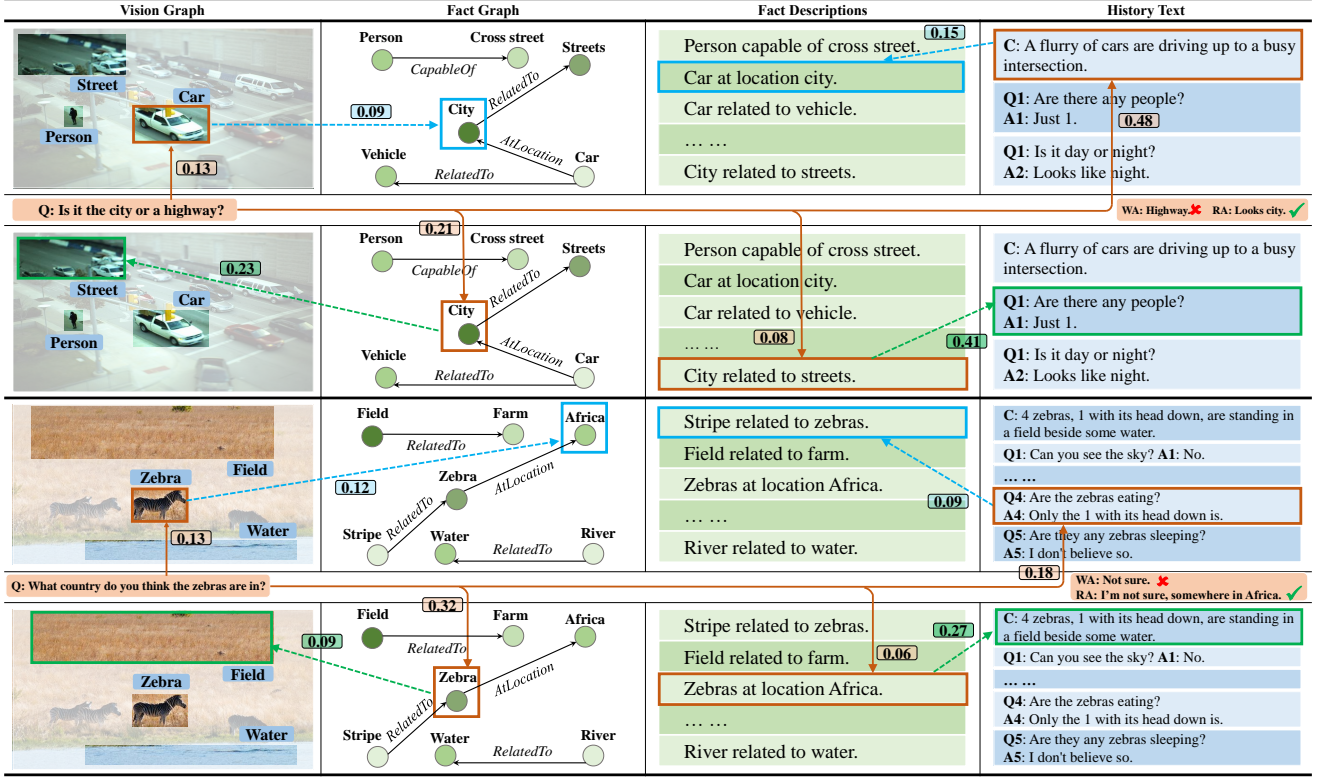 Vision Graph
Fact Graph
Fact Descriptions
History Text
Street
Car
Person
0.13
0.09
Person
Cross street
Streets
CapableOf
RelatedTo
City
AtLocation
Vehicle
Car
RelatedTo
Person capable of cross street.
Car at location city.
Car related to vehicle.
... ...
City related to streets.
0.15
C: A flurry of cars are driving up to a busy
intersection.
Q1: Are there any people?
A1: Just 1.
0.48
Q1: Is it day or night?
A2: Looks like night.
Q: Is it the city or a highway?
WA: Highway. RA: Looks city.
Street
Car
Person
0.23
0.21
Person
Cross street
Streets
CapableOf
RelatedTo
City
AtLocation
Vehicle
Car
RelatedTo
Person capable of cross street.
Car at location city.
Car related to vehicle.
... ...
0.08
City related to streets.
0.41
C: A flurry of cars are driving up to a busy
intersection.
Q1: Are there any people?
A1: Just 1.
Q1: Is it day or night?
A2: Looks like night.
Field
Zebra
Water
0.13
0.12
Field
Farm
Africa
RelatedTo
Zebra
AtLocation
RelatedTo
Stripe
Water
River
RelatedTo
Stripe related to zebras.
Field related to farm.
Zebras at location Africa.
... ...
River related to water.
0.09
C: 4 zebras, 1 with its head down, are standing in
a field beside some water.
Q1: Can you see the sky? A1: No.
... ...
Q4: Are the zebras eating?
A4: Only the 1 with its head down is.
Q5: Are they any zebras sleeping?
A5: I don't believe so.
0.18
Q: What country do you think the zebras are in?
WA: Not sure.
RA: I'm not sure, somewhere in Africa.
Field
Zebra
Water
0.09
0.32
Field
Farm
Africa
RelatedTo
Zebra
AtLocation
RelatedTo
Stripe
Water
River
RelatedTo
Stripe related to zebras.
Field related to farm.
0.06
Zebras at location Africa.
... ...
River related to water.
0.27
C: 4 zebras, 1 with its head down, are standing in
a field beside some water.
Q1: Can you see the sky? A1: No.
... ...
Q4: Are the zebras eating?
A4: Only the 1 with its head down is.
Q5: Are they any zebras sleeping?
A5: I don't believe so.